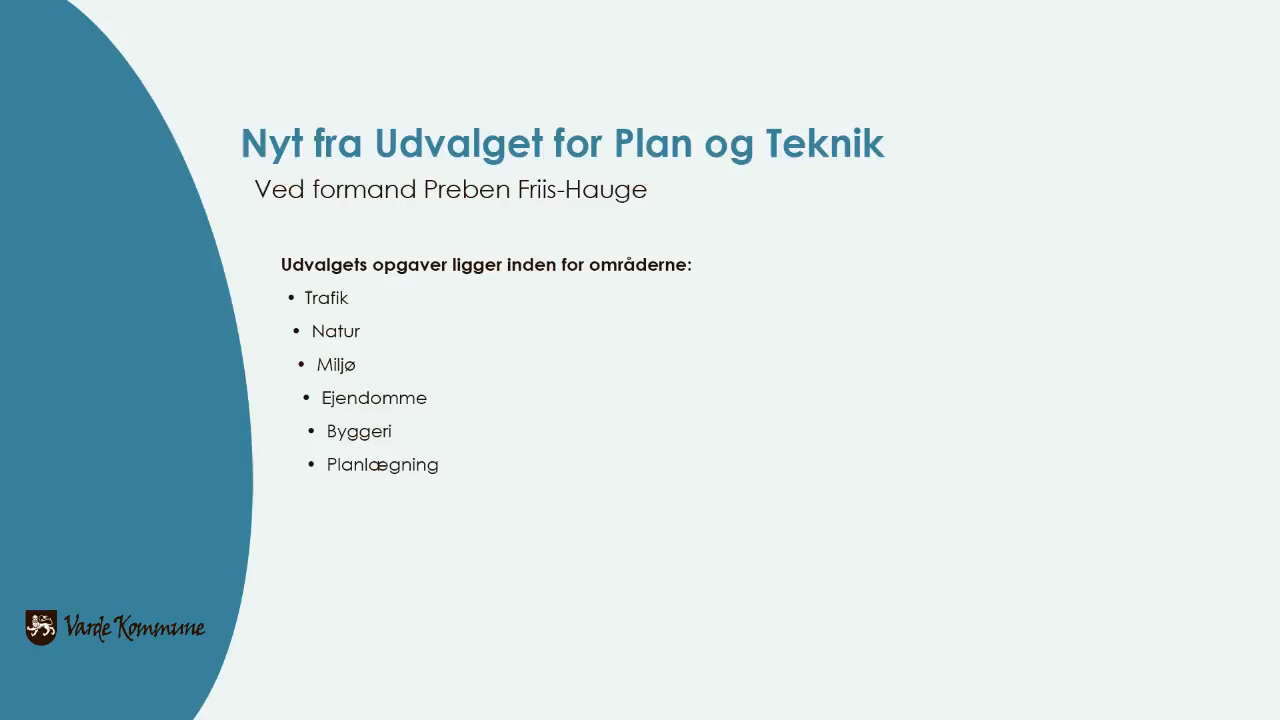 Nyt fra Udvalget for Plan og Teknik
Ved formand Preben Friis-Hauge
Udvalgets opgaver ligger inden for områderne:
• Trafik
• Natur
• Miljø
• Ejendomme
• Byggeri
• Planlægning
Varde Kommune